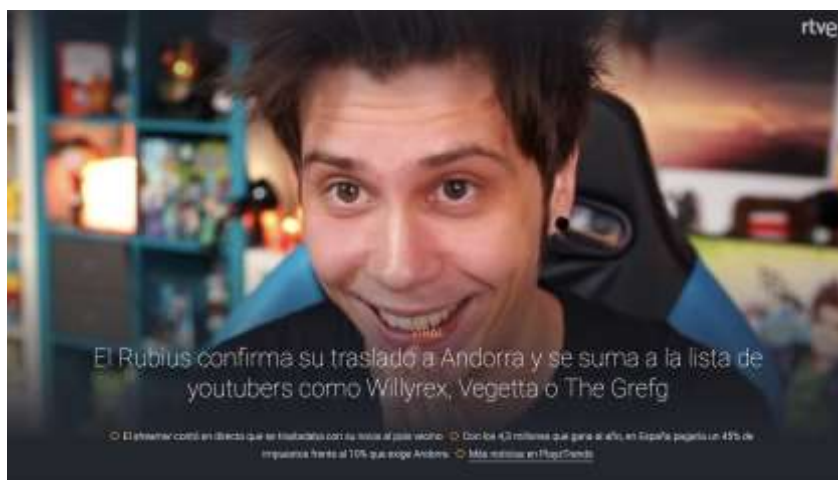 rtve
VIRAL
El Rubius confirma su traslado a Andorra y se suma a la lista de
youtubers como Willyrex, Vegetta o The Grefg
El streamer contó en directo que se trasladaba con su novia al país vecino Con los 4,3 millones que gana al año, en España pagaría un 45% de
impuestos frente al 10% que exige Andorra Más noticias en PlayzTrends